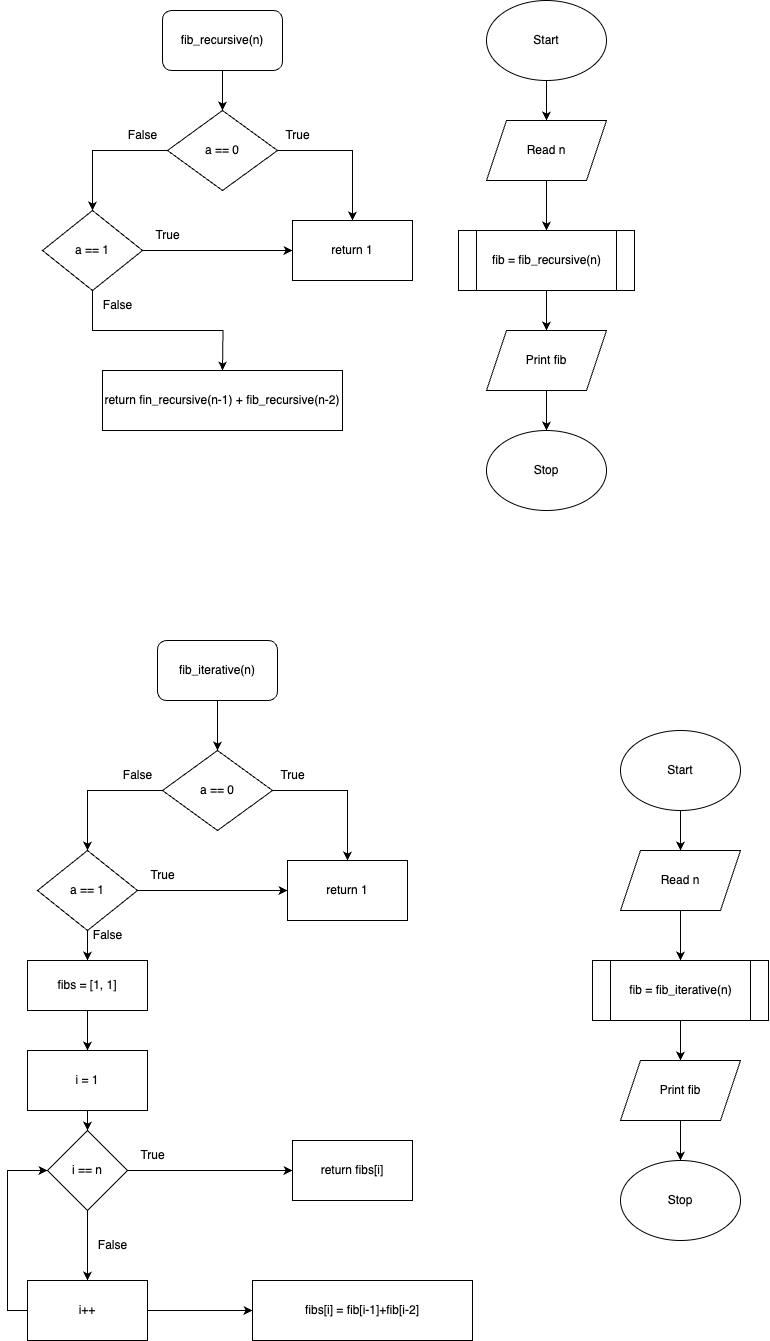 fib_recursive(n)
False
True
a == 0
a == 1
True
return 1
False
return fin_recursive(n-1) + fib_recursive(n-2)
Start
Read n
fib = fib_recursive(n)
Print fib
Stop
fib_iterative(n)
False
True
a == 0
a == 1
True
return 1
False
fibs = [1, 1]
i = 1
i == n
True
return fibs[i]
False
i++
fibs[i] = fib[i-1]+fib[i-2]
Start
Read n
fib = fib_iterative(n)
Print fib
Stop